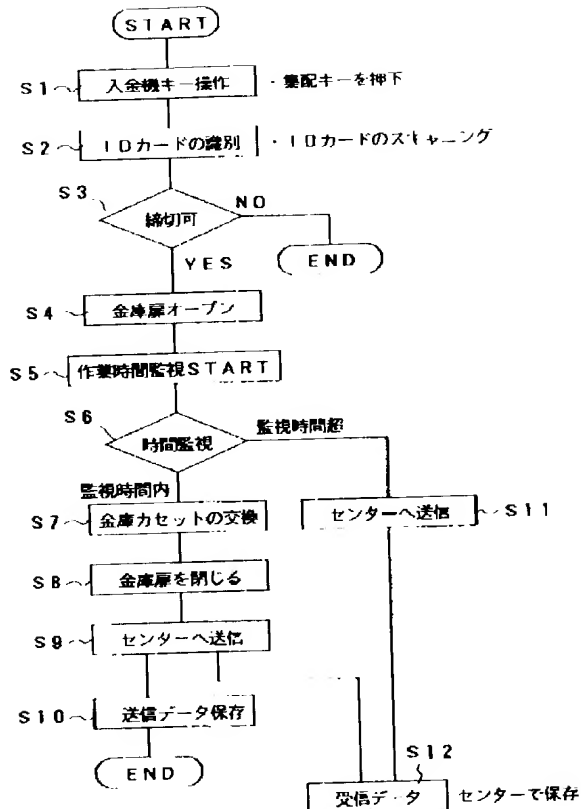 START
S1 入金機キー操作 ・集配キーを押下
S2 IDカードの識別 ・IDカードのスキャニング
S3 締切可 NO
END
YES
S4 金庫扉オープン
S5 作業時間監視START
S6 時間監視 監視時間超
監視時間内
S7 金庫カセットの交換 センターへ送信 S11
S8 金庫扉を閉じる
S9 センターへ送信
S10 送信データ保存
END
S12
受信データ センターで保存